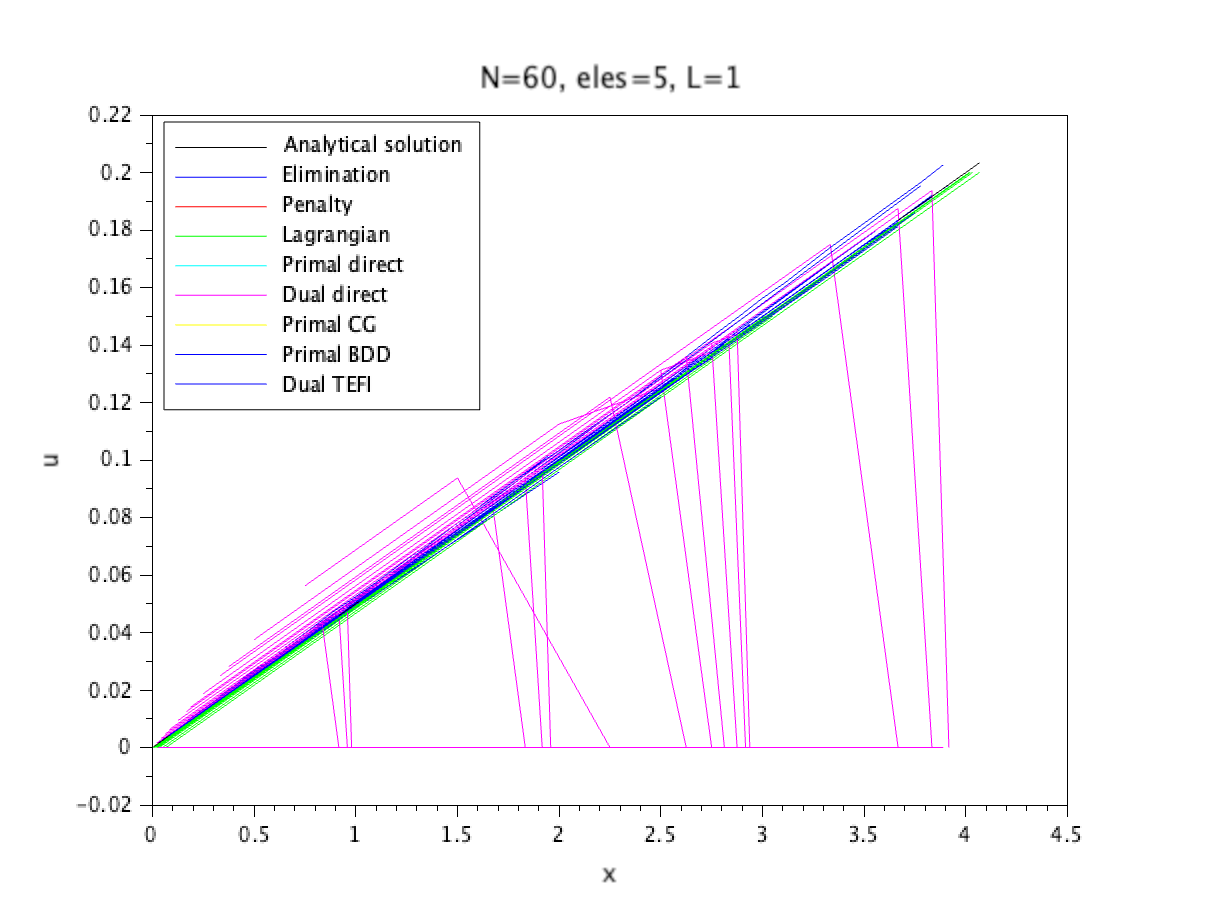 N=60, eles=5, L=1
0.22
0.2
0.18
0.16
0.14
0.12
0.1
0.08
0.06
0.04
0.02
0
−0.02
u
Analytical solution
Elimination
Penalty
Lagrangian
Primal direct
Dual direct
Primal CG
Primal BDD
Dual TEFI
0 0.5 1 1.5 2 2.5 3 3.5 4 4.5
x